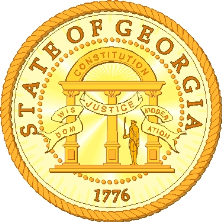 STATE OF GEORGIA
CONSTITUTION
WIS
DOM
JUSTICE
MODER
ATION
1776